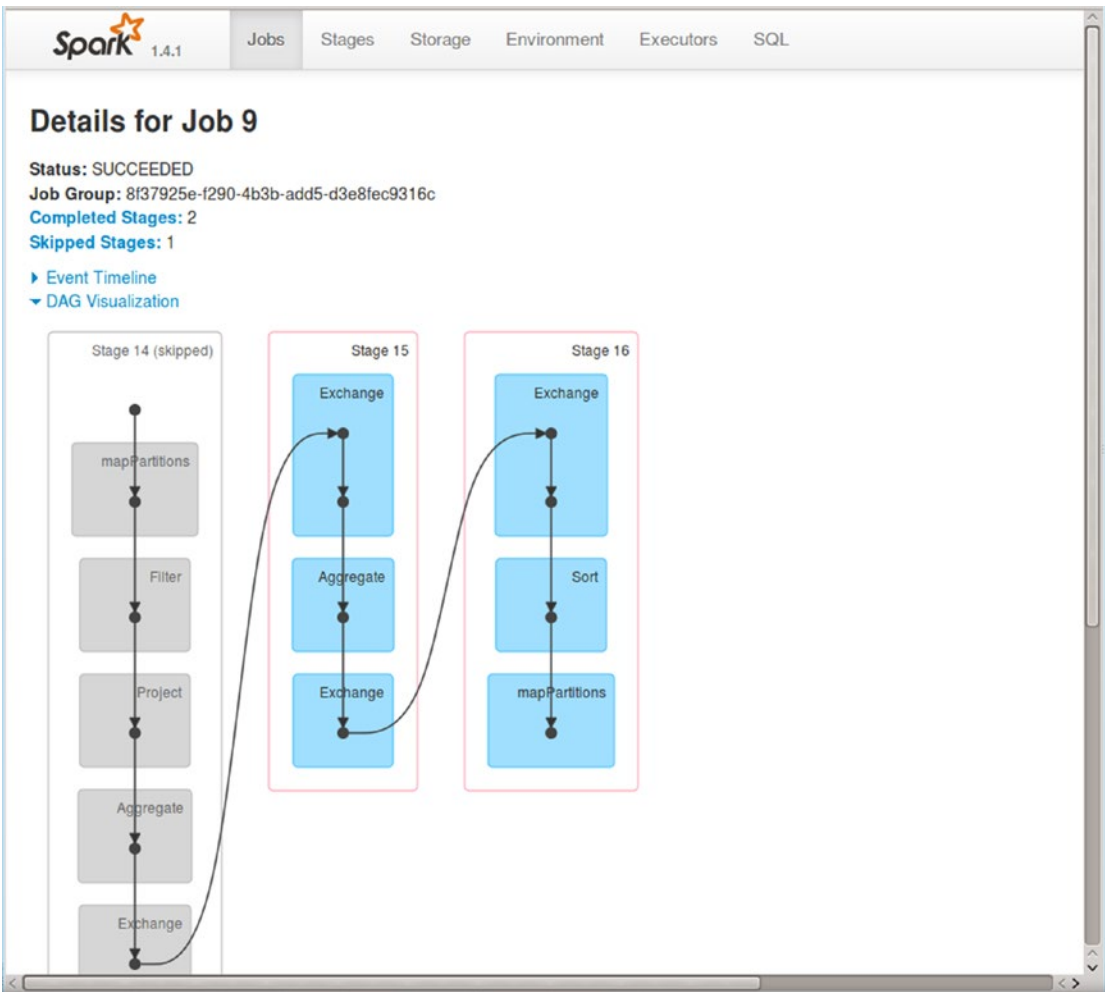 Spark 1.4.1 Jobs Stages Storage Environment Executors SQL
Details for Job 9
Status: SUCCEEDED
Job Group: 8f37925e-f290-4b3b-add5-d3e8fec9316c
Completed Stages: 2
Skipped Stages: 1
Event Timeline
DAG Visualization
Stage 14 (skipped)
mapPartitions
Filter
Project
Aggregate
Exchange
Stage 15
Exchange
Aggregate
Exchange
Stage 16
Exchange
Sort
mapPartitions